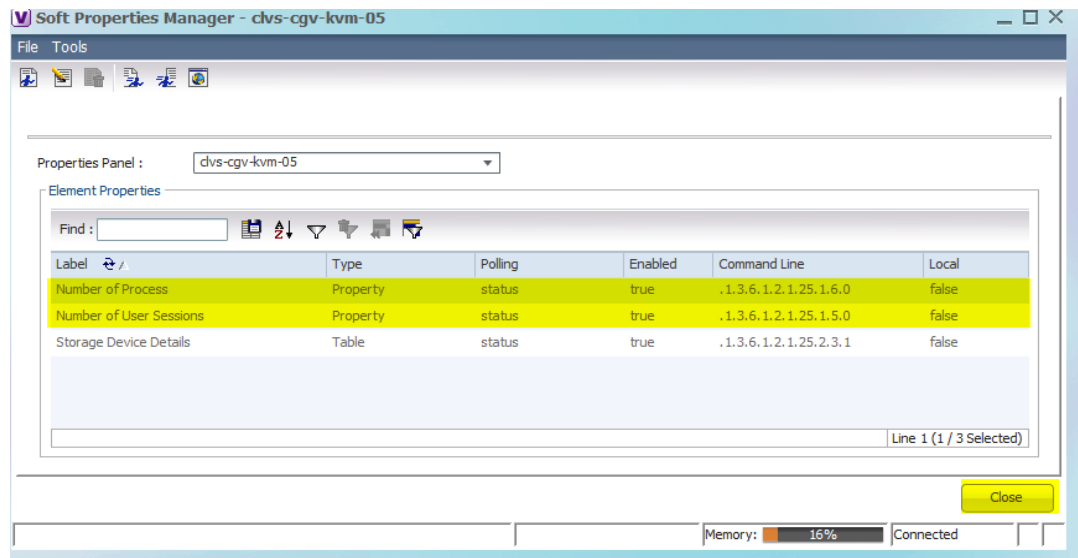 V Soft Properties Manager - clvs-cgv-kvm-05
File Tools
Properties Panel : clvs-cgv-kvm-05
Element Properties
Find :
Label Type Polling Enabled Command Line Local
Number of Process Property status true .1.3.6.1.2.1.25.1.6.0 false
Number of User Sessions Property status true .1.3.6.1.2.1.25.1.5.0 false
Storage Device Details Table status true .1.3.6.1.2.1.25.2.3.1 false
Line 1 (1 / 3 Selected)
Close
Memory: 16% Connected